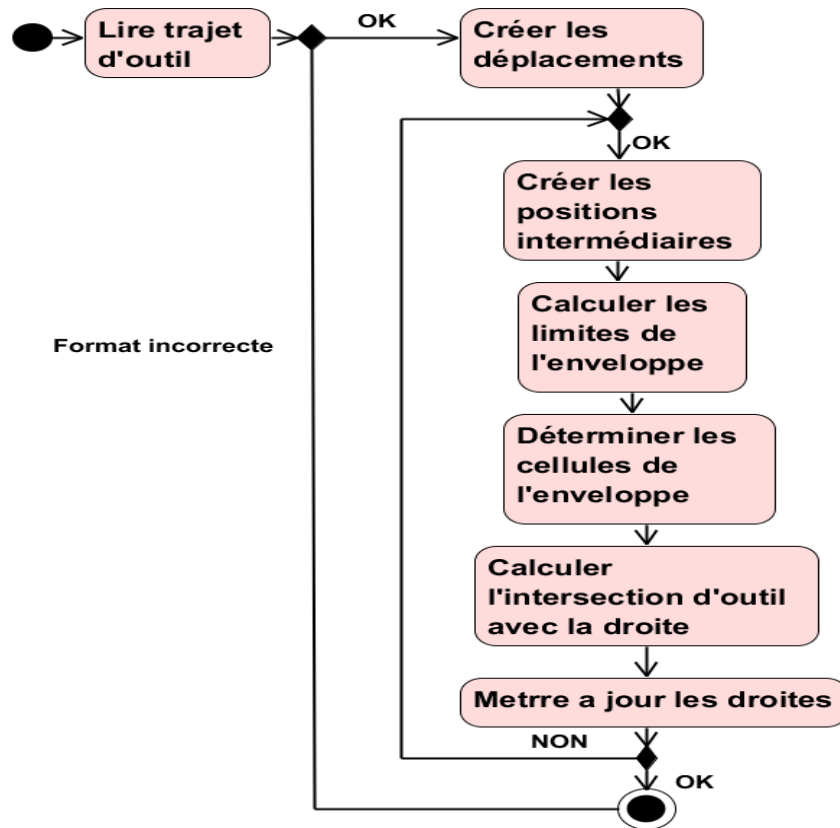 Lire trajet
d'outil
OK
Créer les
déplacements
OK
Créer les
positions
intermédiaires
Calculer les
limites de
l'enveloppe
Format incorrecte
Déterminer les
cellules de
l'enveloppe
Calculer
l'intersection d'outil
avec la droite
Metrre a jour les droites
NON
OK